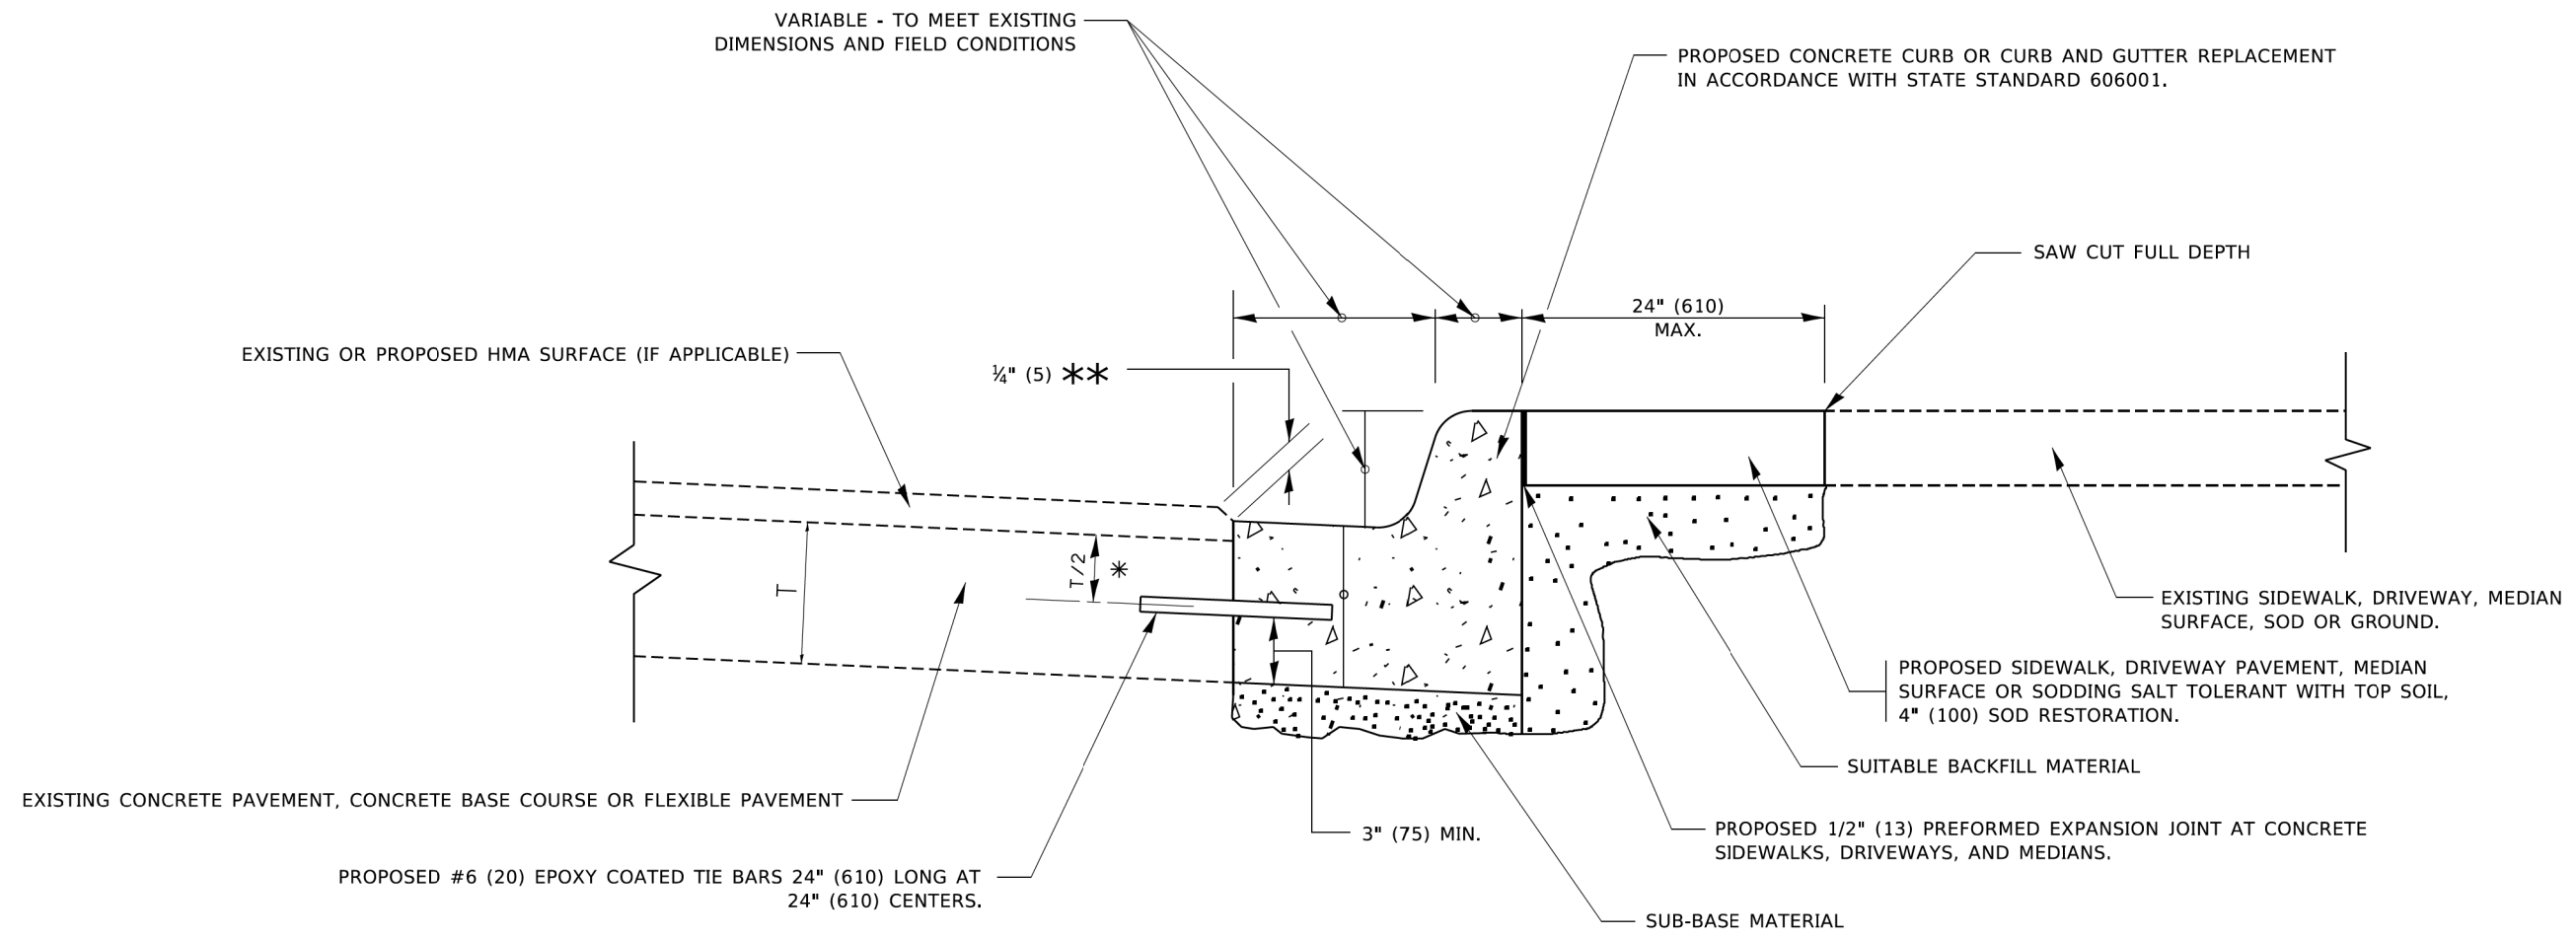 VARIABLE - TO MEET EXISTING
DIMENSIONS AND FIELD CONDITIONS
PROPOSED CONCRETE CURB OR CURB AND GUTTER REPLACEMENT
IN ACCORDANCE WITH STATE STANDARD 606001.
SAW CUT FULL DEPTH
24" (610)
MAX.
EXISTING OR PROPOSED HMA SURFACE (IF APPLICABLE)
¼" (5) **
T
T/2
*
EXISTING SIDEWALK, DRIVEWAY, MEDIAN
SURFACE, SOD OR GROUND.
PROPOSED SIDEWALK, DRIVEWAY PAVEMENT, MEDIAN
SURFACE OR SODDING SALT TOLERANT WITH TOP SOIL,
4" (100) SOD RESTORATION.
SUITABLE BACKFILL MATERIAL
EXISTING CONCRETE PAVEMENT, CONCRETE BASE COURSE OR FLEXIBLE PAVEMENT
3" (75) MIN.
PROPOSED 1/2" (13) PREFORMED EXPANSION JOINT AT CONCRETE
SIDEWALKS, DRIVEWAYS, AND MEDIANS.
PROPOSED #6 (20) EPOXY COATED TIE BARS 24" (610) LONG AT
24" (610) CENTERS.
SUB-BASE MATERIAL